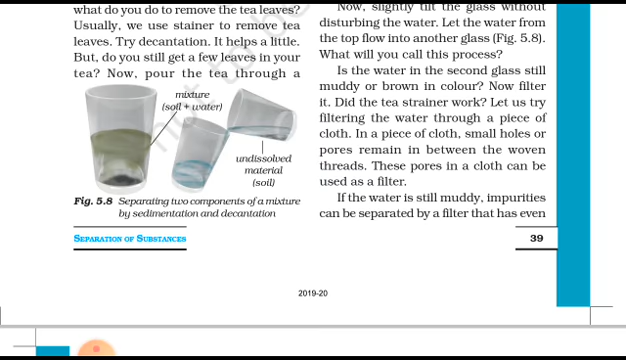 what do you do to remove the tea leaves?
Usually, we use stainer to remove tea
leaves. Try decantation. It helps a little.
But, do you still get a few leaves in your
tea? Now, pour the tea through a
mixture
(soil + water)
undissolved
material
(soil)
Fig. 5.8 Separating two components of a mixture
by sedimentation and decantation
Now, slightly tilt the glass without
disturbing the water. Let the water from
the top flow into another glass (Fig. 5.8).
What will you call this process?
Is the water in the second glass still
muddy or brown in colour? Now filter
it. Did the tea strainer work? Let us try
filtering the water through a piece of
cloth. In a piece of cloth, small holes or
pores remain in between the woven
threads. These pores in a cloth can be
used as a filter.
If the water is still muddy, impurities
can be separated by a filter that has even
SEPARATION OF SUBSTANCES
39
2019-20